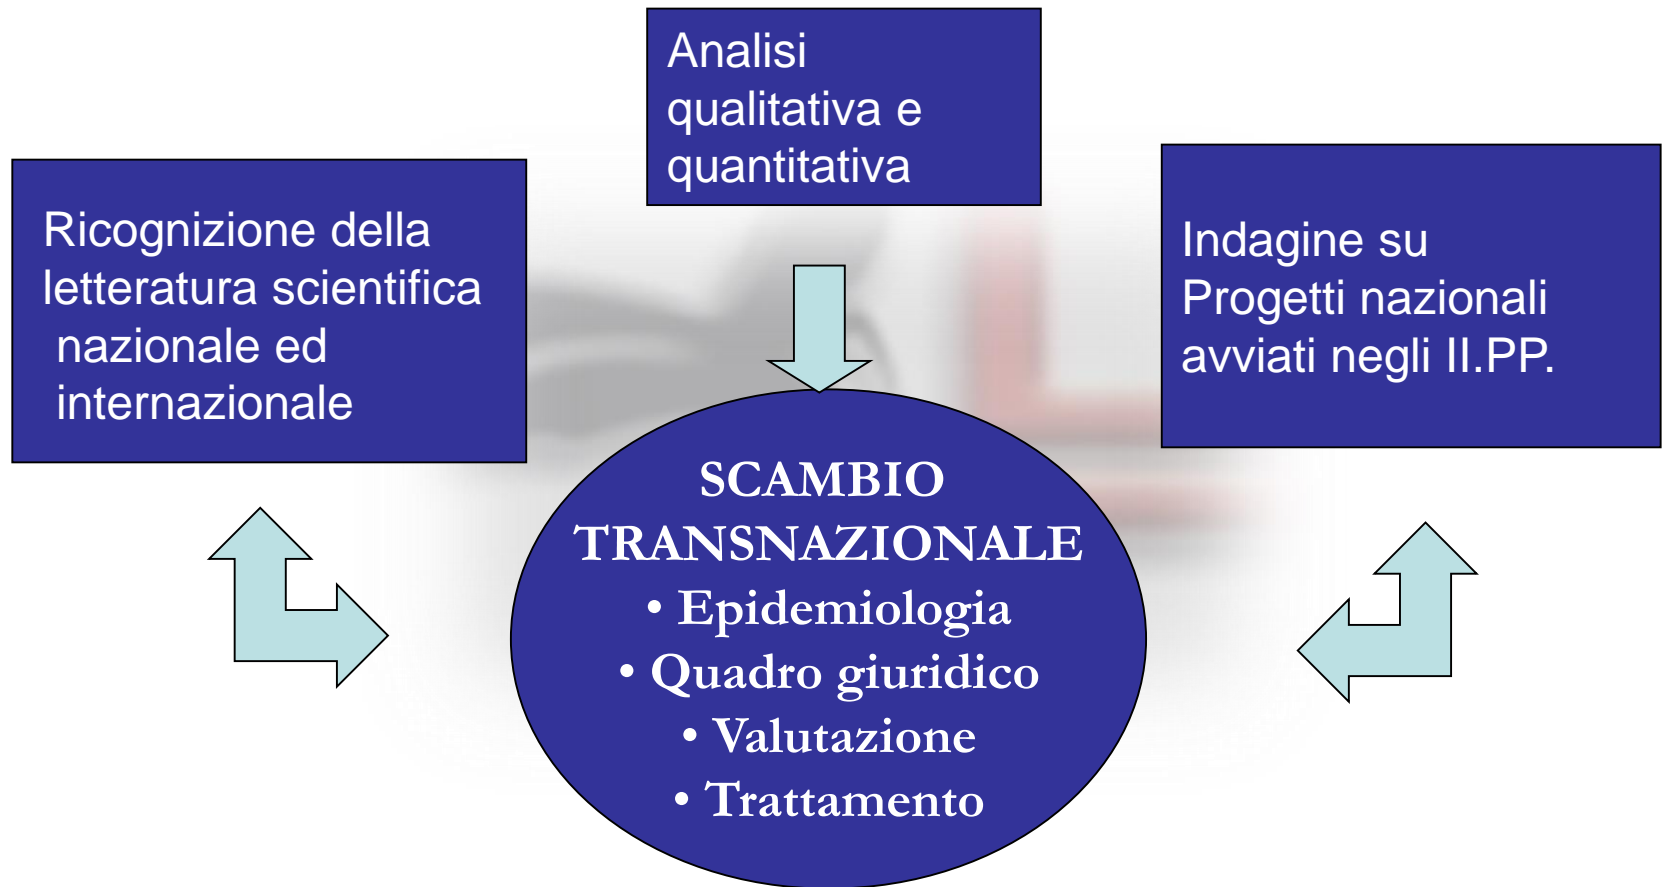 Analisi
qualitativa e
quantitativa
Ricognizione della
letteratura scientifica
nazionale ed
internazionale
Indagine su
Progetti nazionali
avviati negli II.PP.
SCAMBIO
TRANSNAZIONALE
• Epidemiologia
• Quadro giuridico
• Valutazione
• Trattamento